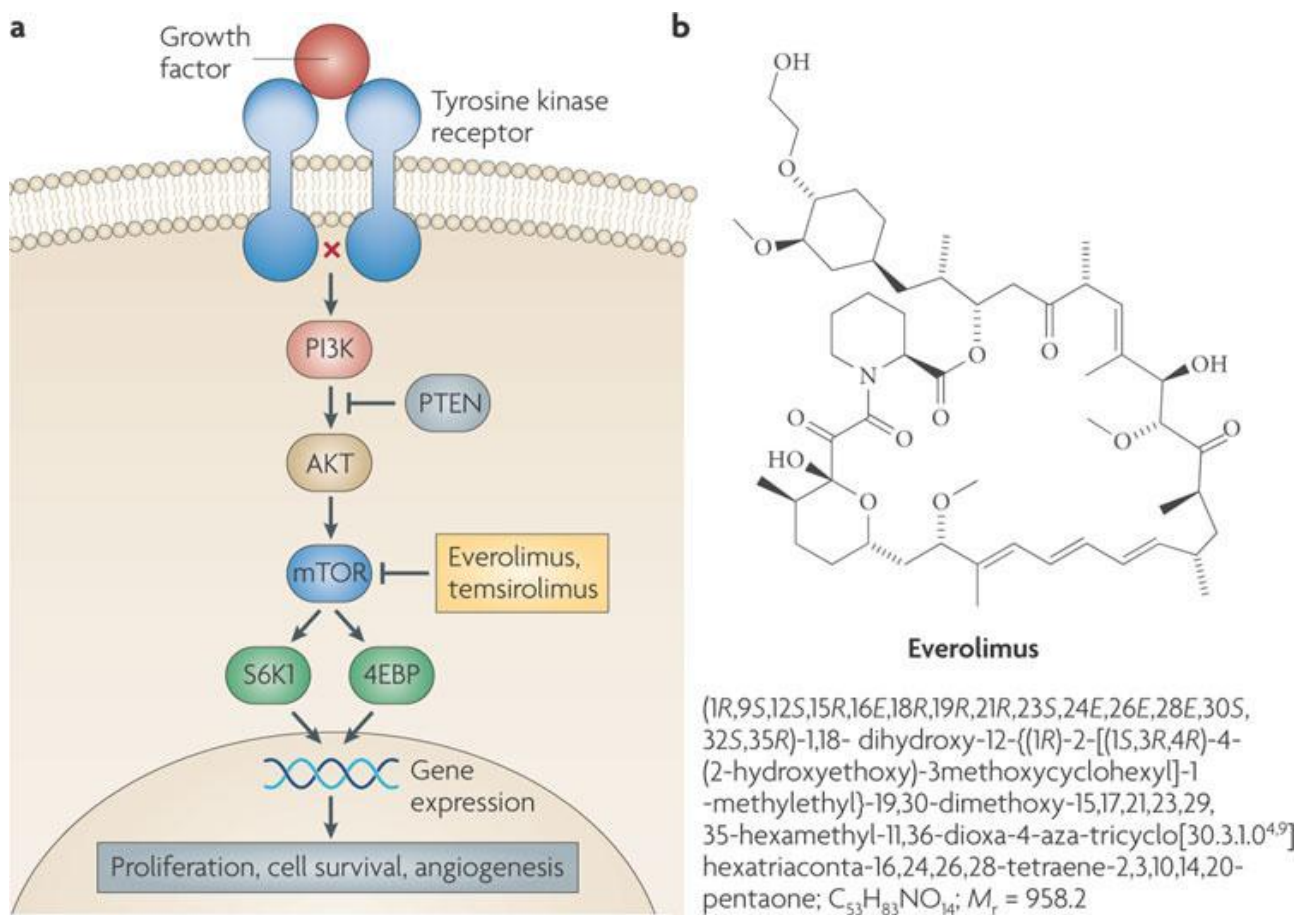 a
Growth
factor
Tyrosine kinase
receptor
×
PI3K
PTEN
AKT
mTOR
Everolimus,
temsirolimus
S6K1
4EBP
Gene
expression
Proliferation, cell survival, angiogenesis
b
OH
O
O
O
O
N
O
OH
O
O
O
O
HO
O
O
Everolimus
(1R,9S,12S,15R,16E,18R,19R,21R,23S,24E,26E,28E,30S,
32S,35R)-1,18- dihydroxy-12-{(1R)-2-[(1S,3R,4R)-4-
(2-hydroxyethoxy)-3methoxycyclohexyl]-1
-methylethyl}-19,30-dimethoxy-15,17,21,23,29,
35-hexamethyl-11,36-dioxa-4-aza-tricyclo[30.3.1.0⁴,⁹]
hexatriaconta-16,24,26,28-tetraene-2,3,10,14,20-
pentaone; C₅₃H₈₃NO₁₄; Mᵣ = 958.2